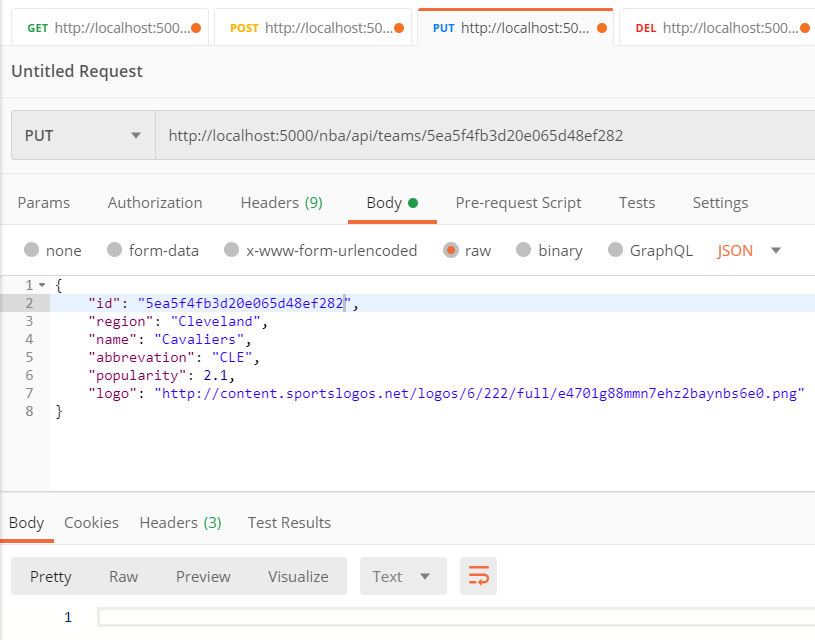 GET http://localhost:500... POST http://localhost:50... PUT http://localhost:50... DEL http://localhost:500...
Untitled Request
PUT http://localhost:5000/nba/api/teams/5ea5f4fb3d20e065d48ef282
Params Authorization Headers (9) Body Pre-request Script Tests Settings
none form-data x-www-form-urlencoded raw binary GraphQL JSON
1 {
2 "id": "5ea5f4fb3d20e065d48ef282",
3 "region": "Cleveland",
4 "name": "Cavaliers",
5 "abbrevation": "CLE",
6 "popularity": 2.1,
7 "logo": "http://content.sportslogos.net/logos/6/222/full/e4701g88mmn7ehz2baynbs6e0.png"
8 }
Body Cookies Headers (3) Test Results
Pretty Raw Preview Visualize Text
1